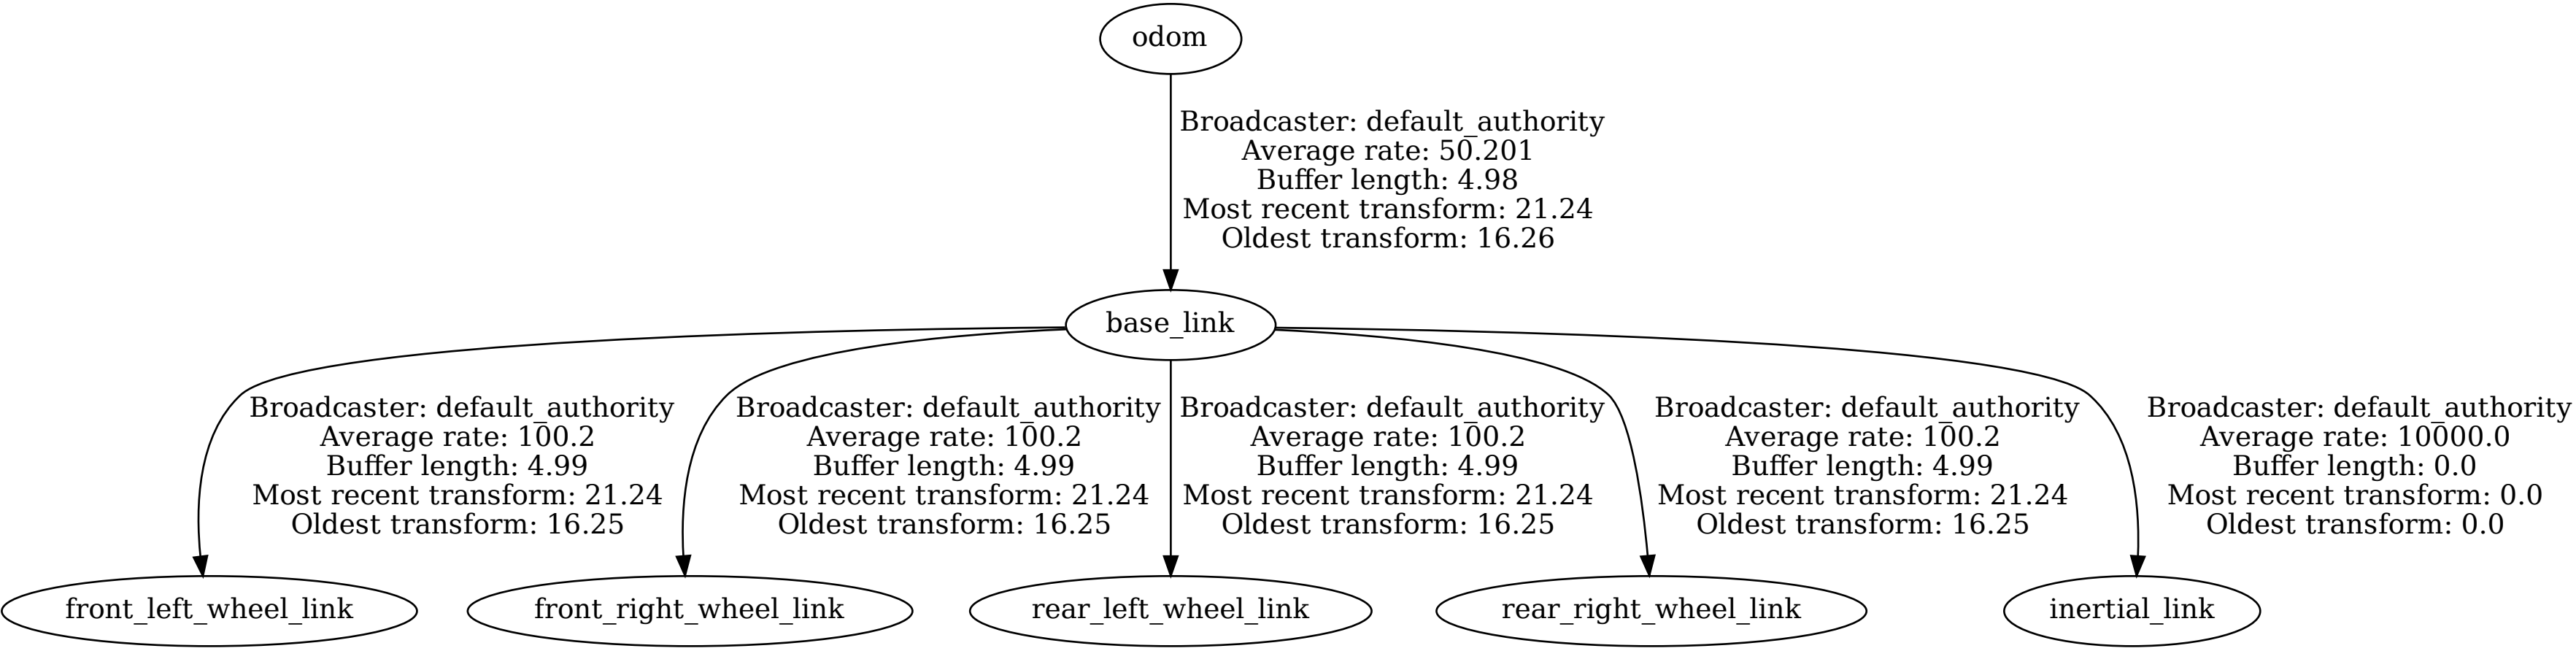 odom
Broadcaster: default_authority
Average rate: 50.201
Buffer length: 4.98
Most recent transform: 21.24
Oldest transform: 16.26
base_link
Broadcaster: default_authority
Average rate: 100.2
Buffer length: 4.99
Most recent transform: 21.24
Oldest transform: 16.25
Broadcaster: default_authority
Average rate: 100.2
Buffer length: 4.99
Most recent transform: 21.24
Oldest transform: 16.25
Broadcaster: default_authority
Average rate: 100.2
Buffer length: 4.99
Most recent transform: 21.24
Oldest transform: 16.25
Broadcaster: default_authority
Average rate: 100.2
Buffer length: 4.99
Most recent transform: 21.24
Oldest transform: 16.25
Broadcaster: default_authority
Average rate: 10000.0
Buffer length: 0.0
Most recent transform: 0.0
Oldest transform: 0.0
front_left_wheel_link
front_right_wheel_link
rear_left_wheel_link
rear_right_wheel_link
inertial_link